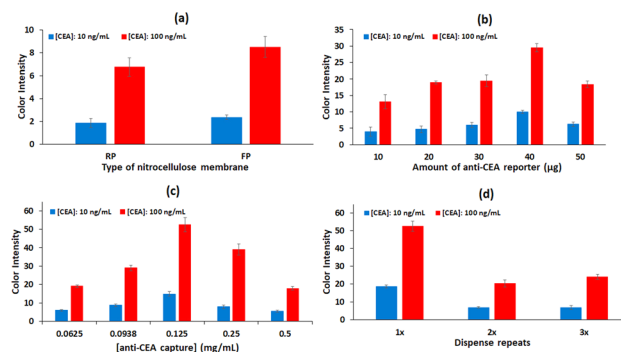 (a)
[CEA]: 10 ng/mL [CEA]: 100 ng/mL
Color Intensity
10
8
6
4
2
0
RP FP
Type of nitrocellulose membrane
(b)
[CEA]: 10 ng/mL [CEA]: 100 ng/mL
Color Intensity
35
30
25
20
15
10
5
0
10 20 30 40 50
Amount of anti-CEA reporter (µg)
(c)
[CEA]: 10 ng/mL [CEA]: 100 ng/mL
Color Intensity
60
50
40
30
20
10
0
0.0625 0.0938 0.125 0.25 0.5
[anti-CEA capture] (mg/mL)
(d)
[CEA]: 10 ng/mL [CEA]: 100 ng/mL
Color Intensity
60
50
40
30
20
10
0
1x 2x 3x
Dispense repeats